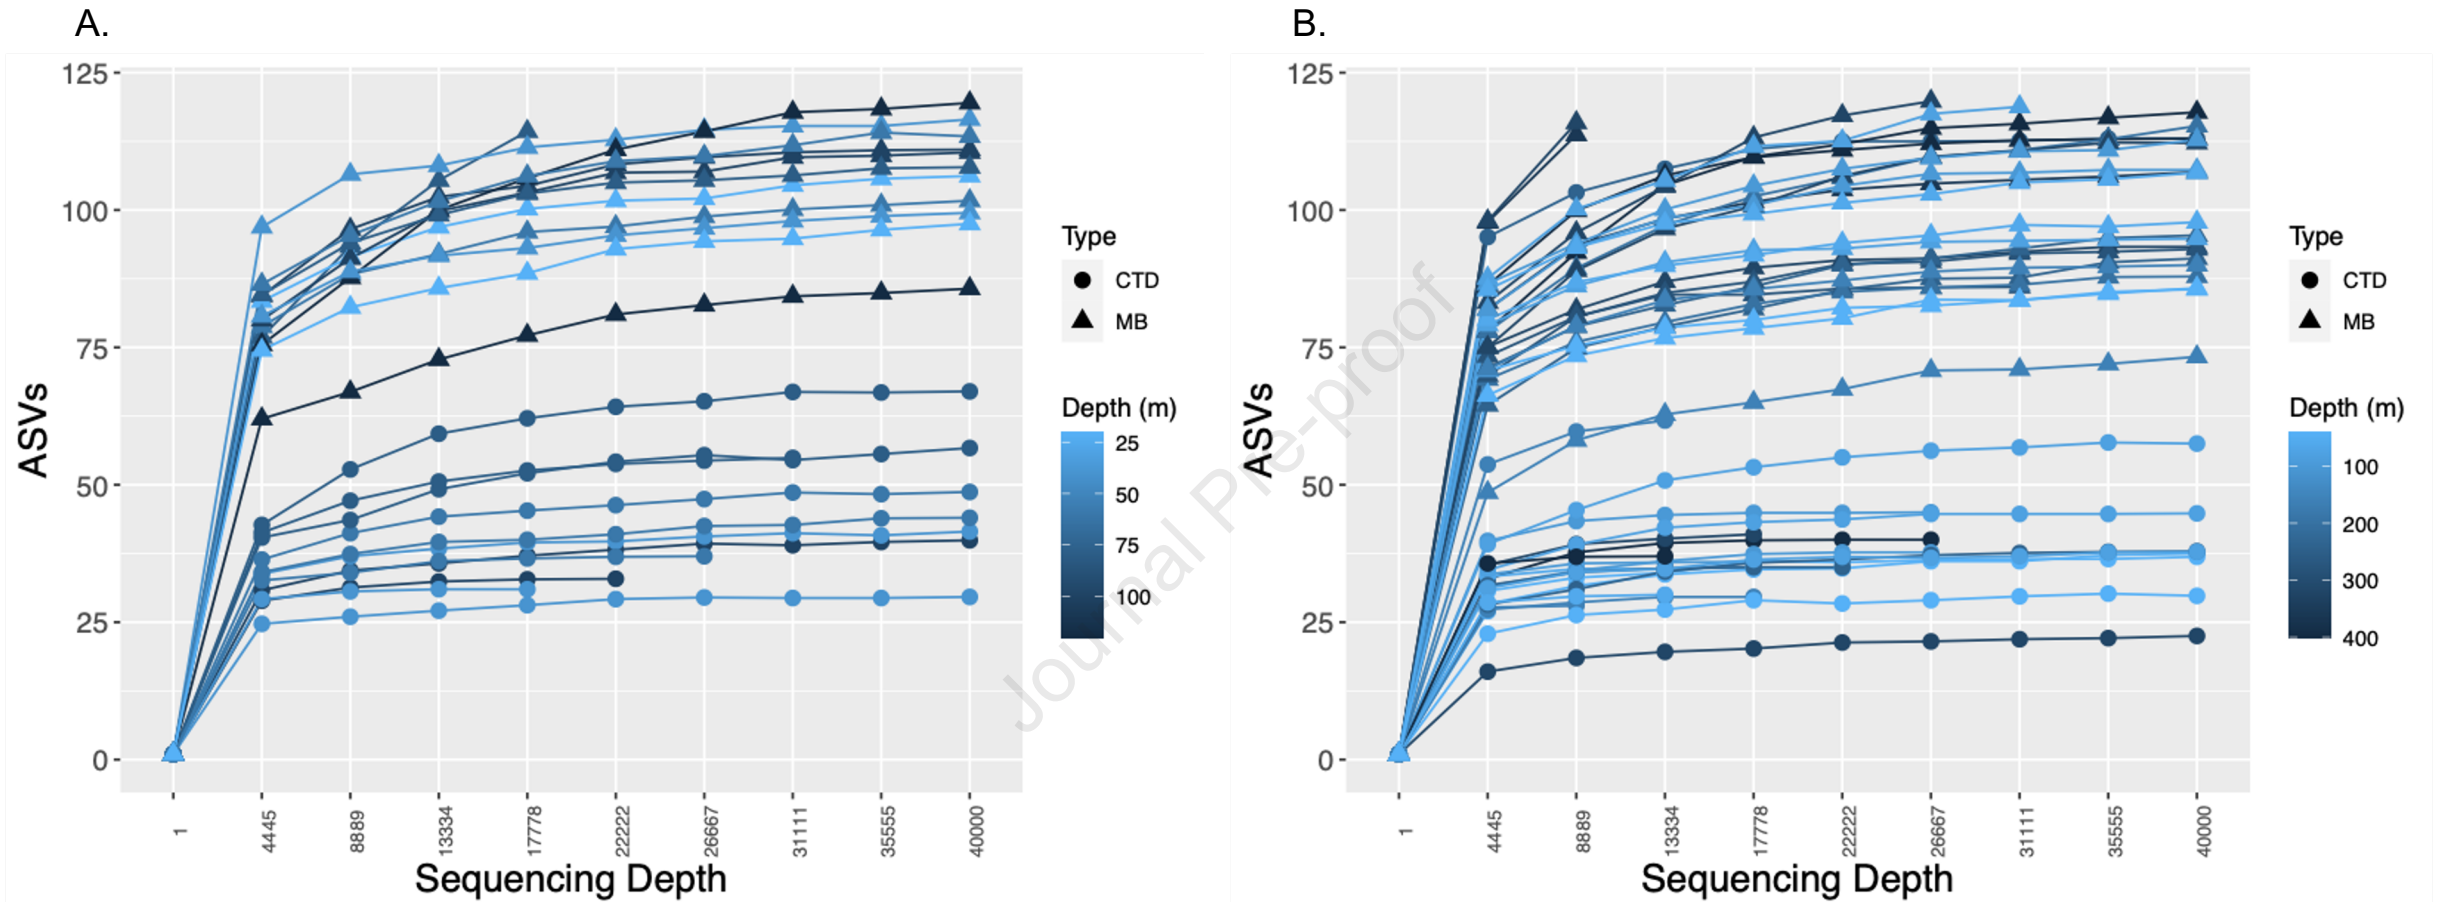 A.
125
100
75
50
25
0
ASVs
1
4445
8889
13334
17778
22222
26667
31111
35555
40000
Sequencing Depth
Type
CTD
MB
Depth (m)
25
50
75
100
B.
125
100
75
50
25
0
ASVs
1
4445
8889
13334
17778
22222
26667
31111
35555
40000
Sequencing Depth
Type
CTD
MB
Depth (m)
100
200
300
400
Journal Pre-proof